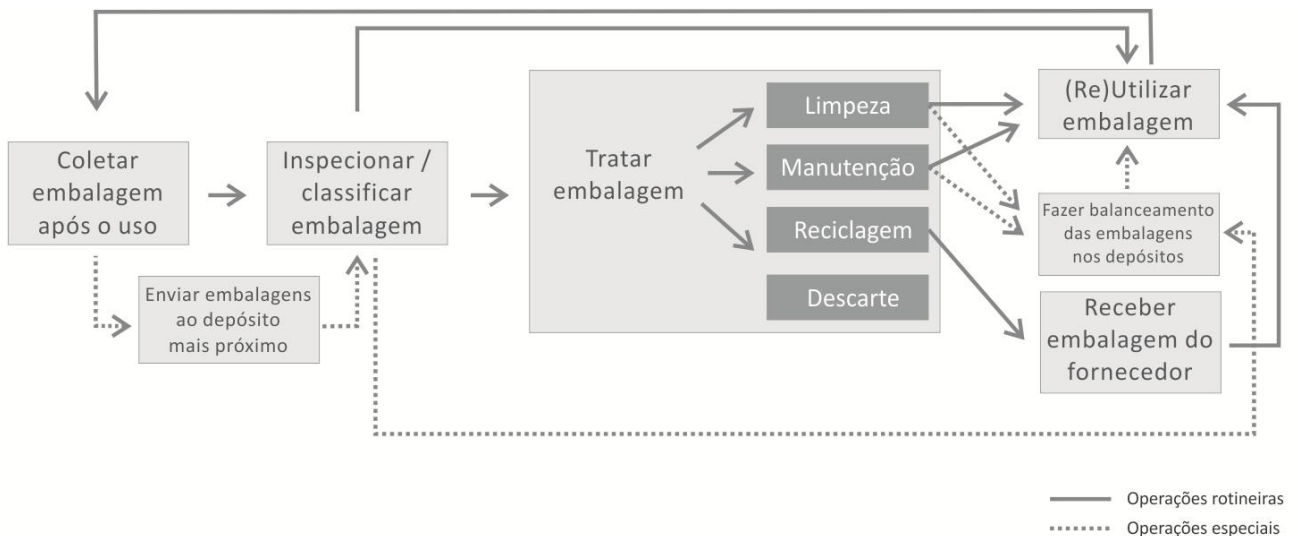 Coletar
embalagem
após o uso
Inspecionar /
classificar
embalagem
Enviar embalagens
ao depósito
mais próximo
Tratar
embalagem
Limpeza
Manutenção
Reciclagem
Descarte
(Re)Utilizar
embalagem
Fazer balanceamento
das embalagens
nos depósitos
Receber
embalagem do
fornecedor
Operações rotineiras
Operações especiais